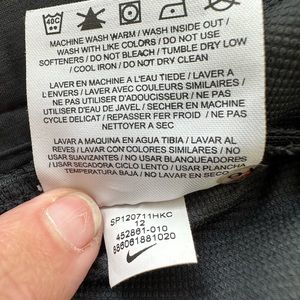 40C
MACHINE WASH WARM / WASH INSIDE OUT /
WASH WITH LIKE COLORS / DO NOT USE
SOFTENERS / DO NOT BLEACH / TUMBLE DRY LOW
/ COOL IRON / DO NOT DRY CLEAN
LAVER EN MACHINE A L'EAU TIEDE / LAVER A
L'ENVERS / LAVER AVEC COULEURS SIMILAIRES /
NE PAS UTILISER D'ADOUCISSEUR / NE PAS
UTILISER D'EAU DE JAVEL / SECHER EN MACHINE
CYCLE DELICAT / REPASSER FER FROID / NE PAS
NETTOYER A SEC
LAVAR A MAQUINA EN AGUA TIBIA / LAVAR AL
REVES / LAVAR CON COLORES SIMILARES / NO
USAR SUAVIZANTES / NO USAR BLANQUEADORES
/ USAR SECADORA CICLO LENTO / USAR PLANCHA
TEMPERATURA BAJA / NO LAVAR EN SECO
SP120711HKC
12
452861-010
886061881020